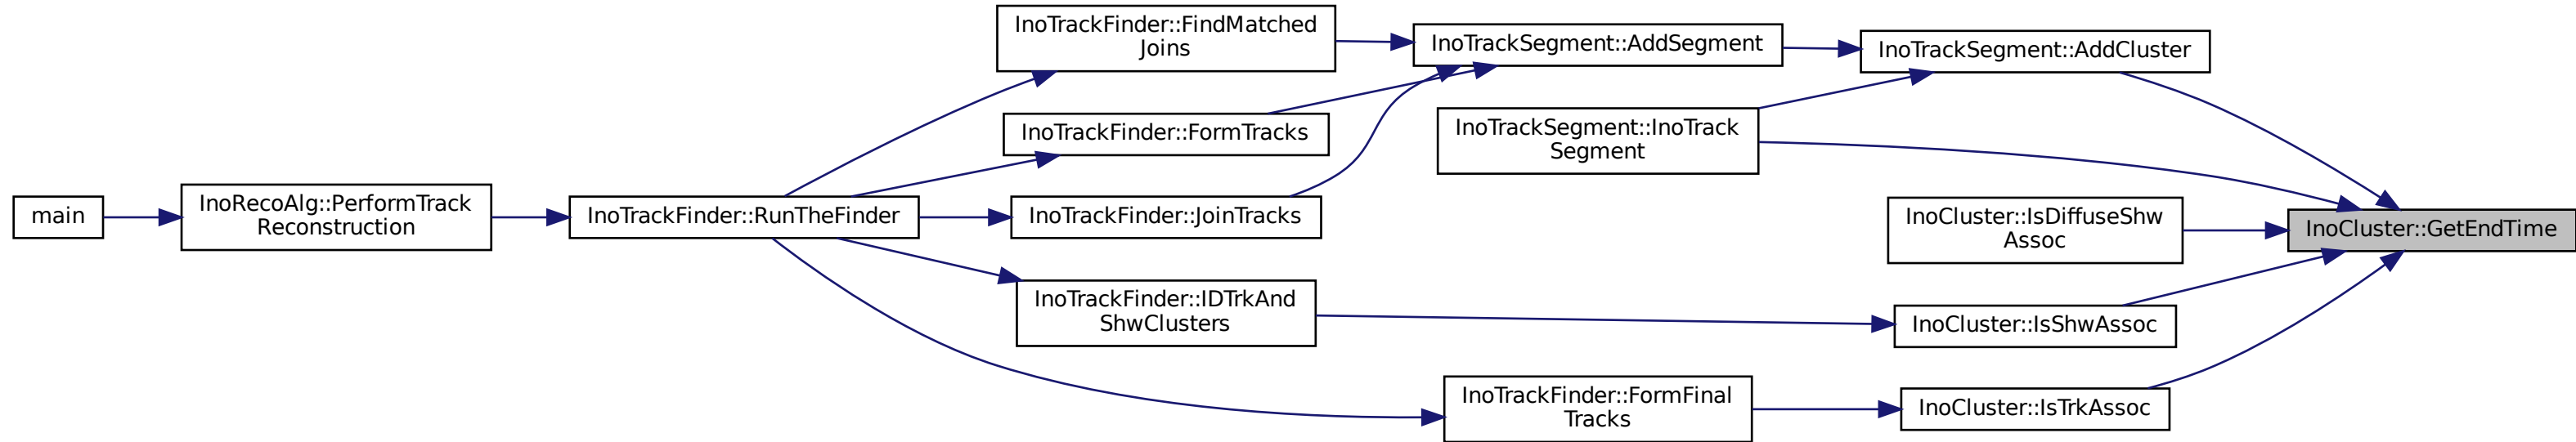 main
InoRecoAlg::PerformTrack
Reconstruction
InoTrackFinder::RunTheFinder
InoTrackFinder::FindMatched
Joins
InoTrackFinder::FormTracks
InoTrackFinder::JoinTracks
InoTrackFinder::IDTrkAnd
ShwClusters
InoTrackSegment::AddSegment
InoTrackSegment::InoTrack
Segment
InoTrackFinder::FormFinal
Tracks
InoTrackSegment::AddCluster
InoCluster::IsDiffuseShw
Assoc
InoCluster::IsShwAssoc
InoCluster::IsTrkAssoc
InoCluster::GetEndTime